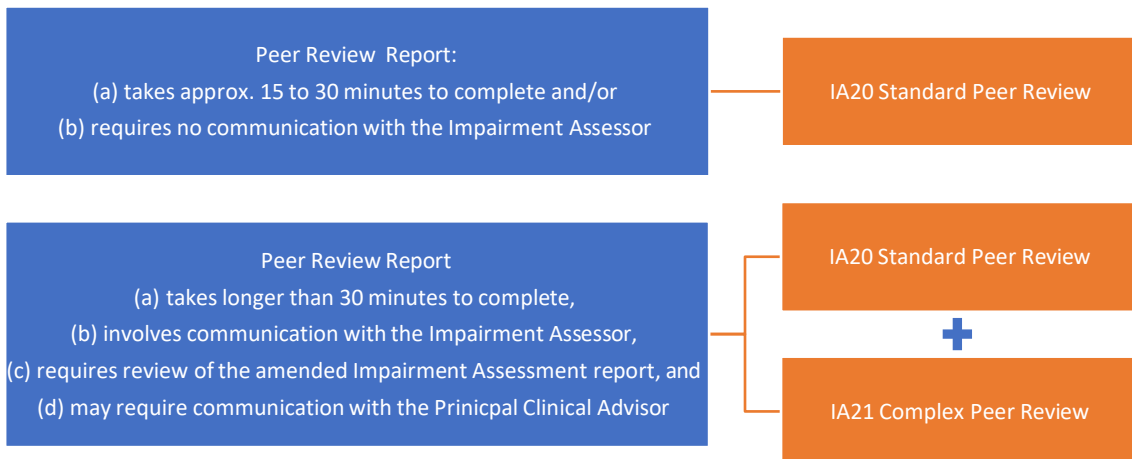 Peer Review Report:
(a) takes approx. 15 to 30 minutes to complete and/or
(b) requires no communication with the Impairment Assessor
IA20 Standard Peer Review
Peer Review Report
(a) takes longer than 30 minutes to complete,
(b) involves communication with the Impairment Assessor,
(c) requires review of the amended Impairment Assessment report, and
(d) may require communication with the Prinicpal Clinical Advisor
IA20 Standard Peer Review
IA21 Complex Peer Review